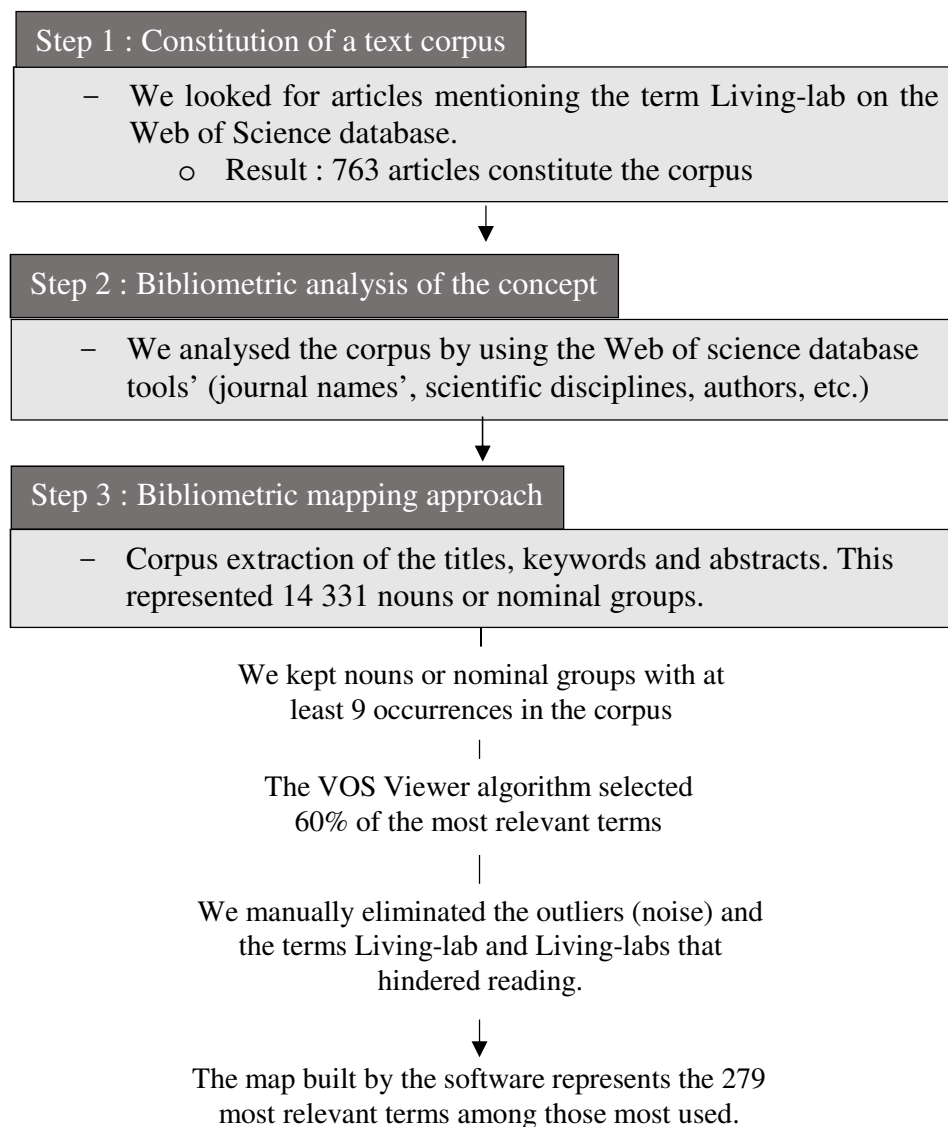 Step 1 : Constitution of a text corpus
– We looked for articles mentioning the term Living-lab on the
Web of Science database.
o Result : 763 articles constitute the corpus
Step 2 : Bibliometric analysis of the concept
– We analysed the corpus by using the Web of science database
tools’ (journal names’, scientific disciplines, authors, etc.)
Step 3 : Bibliometric mapping approach
– Corpus extraction of the titles, keywords and abstracts. This
represented 14 331 nouns or nominal groups.
We kept nouns or nominal groups with at
least 9 occurrences in the corpus
The VOS Viewer algorithm selected
60% of the most relevant terms
We manually eliminated the outliers (noise) and
the terms Living-lab and Living-labs that
hindered reading.
The map built by the software represents the 279
most relevant terms among those most used.